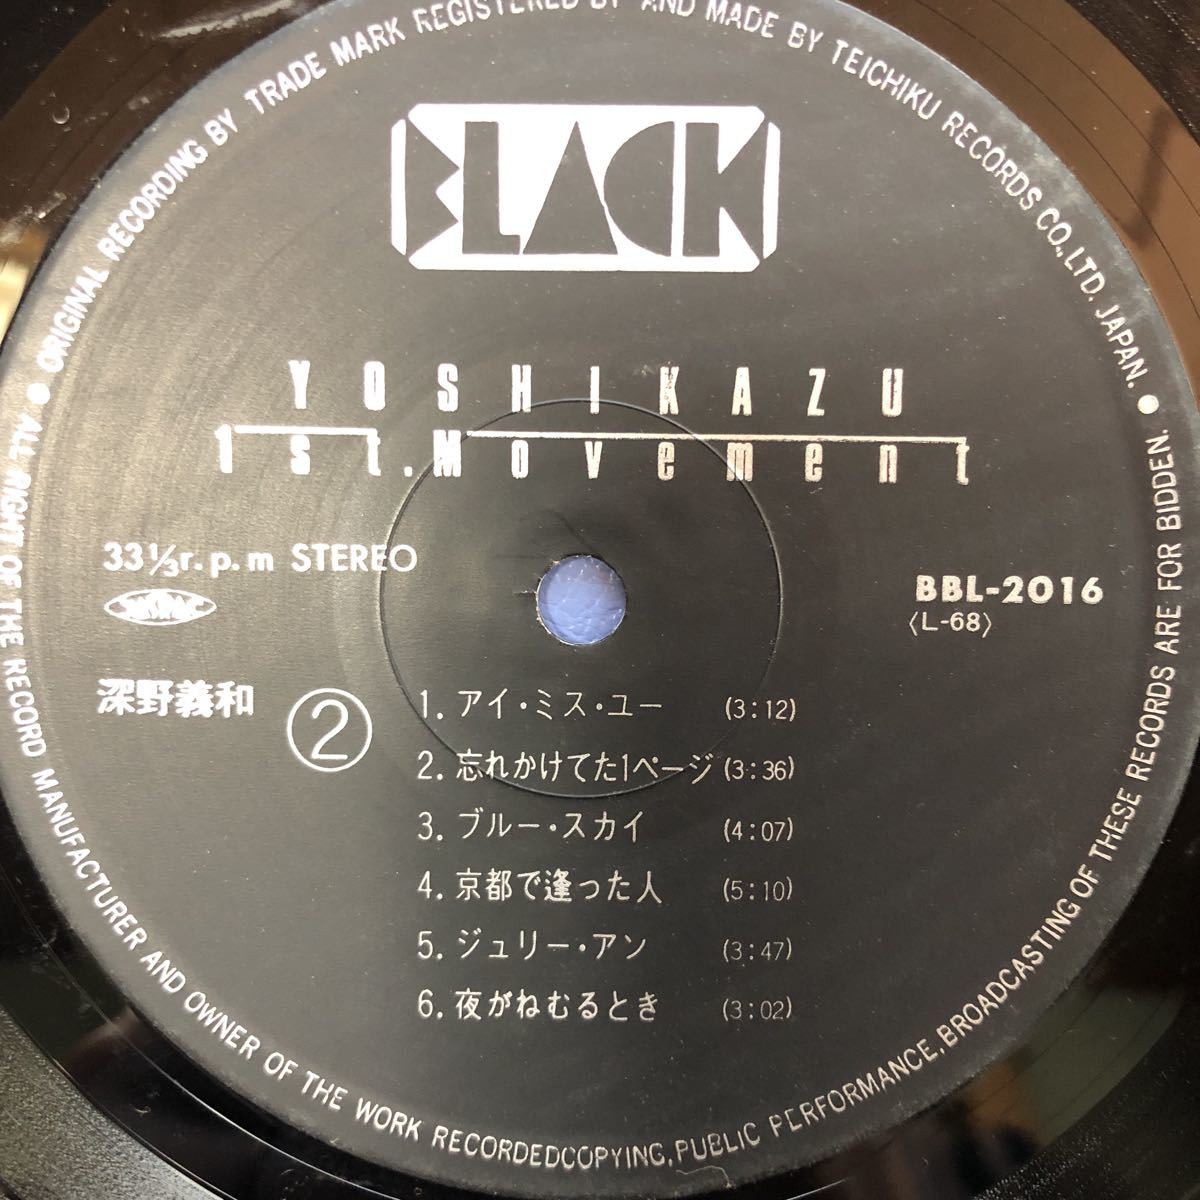 BLACK
YOSHIKAZU
1st. Movement
33⅓r.p.m STEREO
BBL-2016
〈L-68〉
深野義和
②
1. アイ・ミス・ユー (3:12)
2. 忘れかけてた1ページ (3:36)
3. ブルー・スカイ (4:07)
4. 京都で逢った人 (5:10)
5. ジュリー・アン (3:47)
6. 夜がねむるとき (3:02)
● ORIGINAL RECORDING BY TRADE MARK REGISTERED BY AND MADE BY TEICHIKU RECORDS CO.,LTD. JAPAN. ●
ALL RIGHT OF THE RECORD MANUFACTURER AND OWNER OF THE WORK RECORDEDCOPYING,PUBLIC PERFORMANCE,BROADCASTING OF THESE RECORDS ARE FOR BIDDEN.